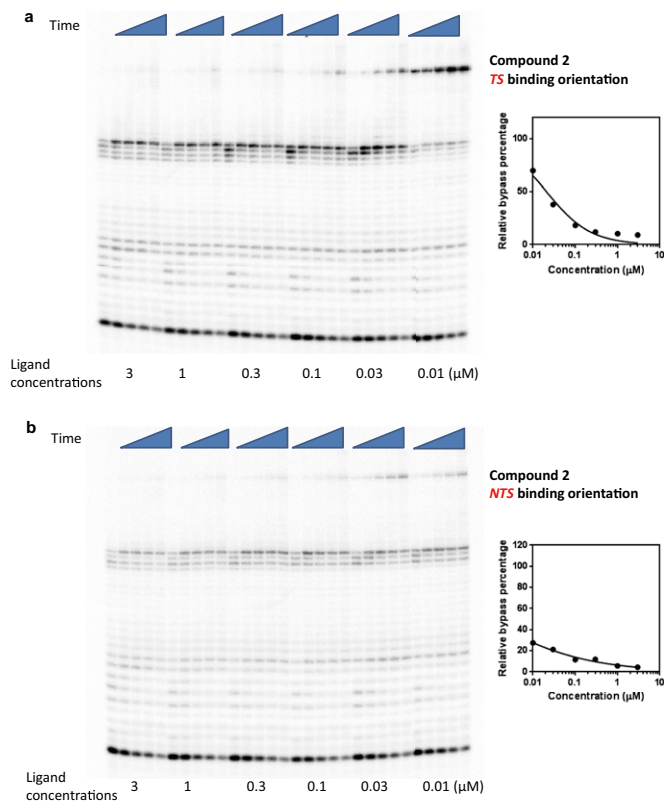 a
Time
Compound 2
TS binding orientation
Relative bypass percentage
100
50
0
0.01 0.1 1 10
Concentration (μM)
Ligand
concentrations
3 1 0.3 0.1 0.03 0.01 (μM)
b
Time
Compound 2
NTS binding orientation
Relative bypass percentage
120
100
80
60
40
20
0
0.01 0.1 1 10
Concentration (μM)
Ligand
concentrations
3 1 0.3 0.1 0.03 0.01 (μM)